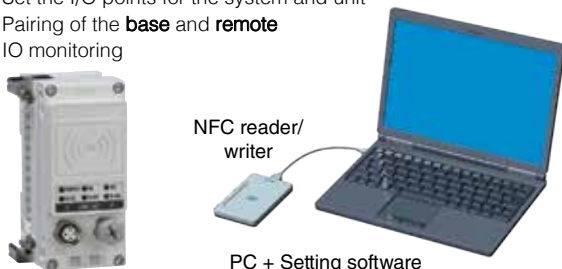 Set the I/O points for the system and unit
Pairing of the base and remote
IO monitoring
NFC reader/
writer
PC + Setting software